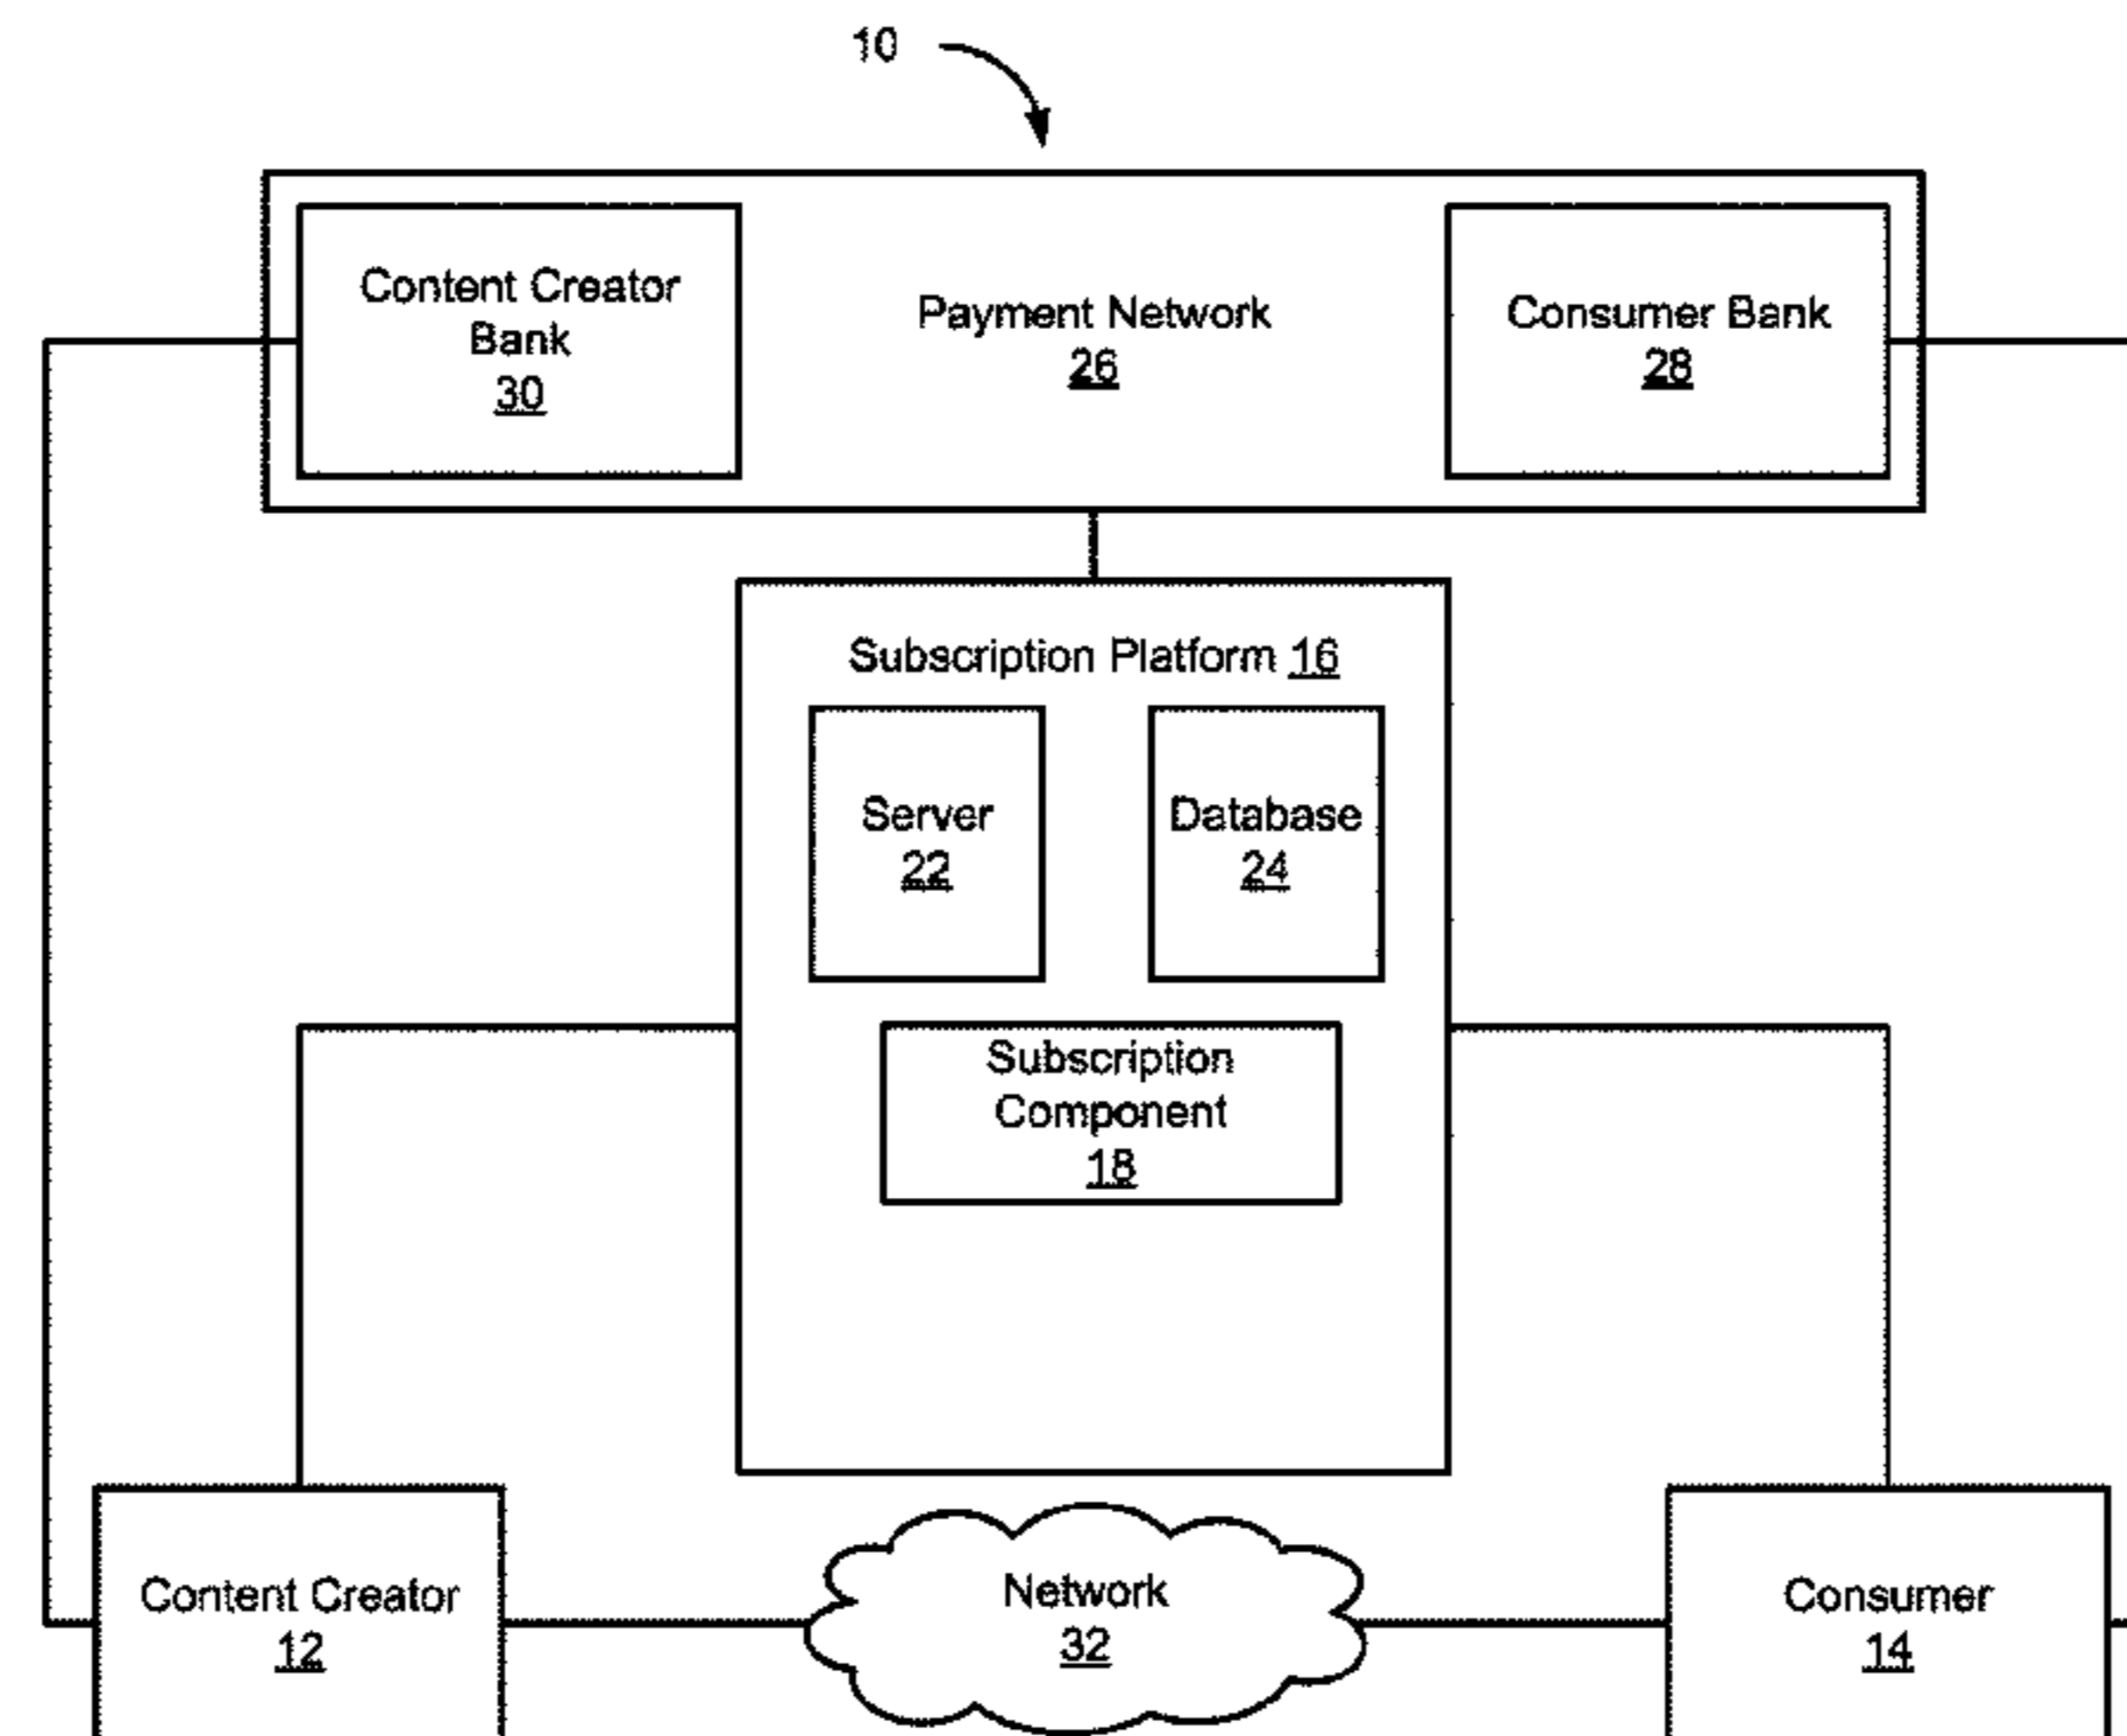 10
Content Creator
Bank
30
Payment Network
26
Consumer Bank
28
Subscription Platform 16
Server
22
Database
24
Subscription
Component
18
Content Creator
12
Network
32
Consumer
14